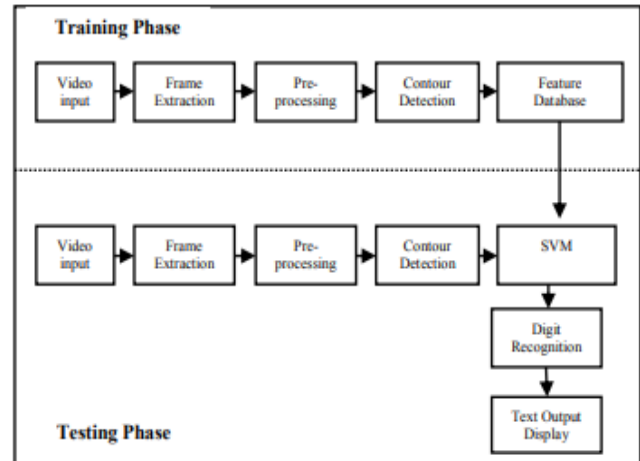 Training Phase
Video
input
Frame
Extraction
Pre-
processing
Contour
Detection
Feature
Database
Video
input
Frame
Extraction
Pre-
processing
Contour
Detection
SVM
Digit
Recognition
Text Output
Display
Testing Phase